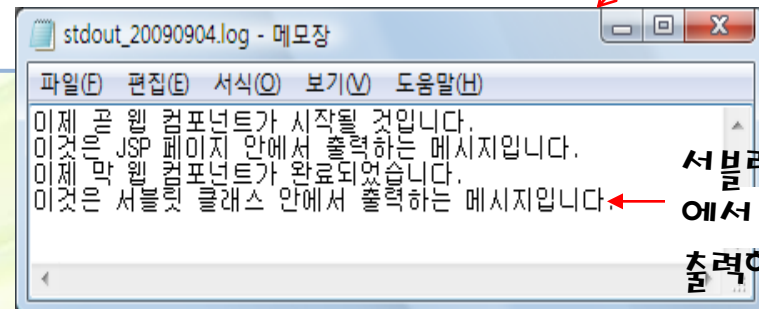 stdout_20090904.log - 메모장
파일(F) 편집(E) 서식(O) 보기(V) 도움말(H)
이제 곧 웹 컴포넌트가 시작될 것입니다.
이것은 JSP 페이지 안에서 출력하는 메시지입니다.
이제 막 웹 컴포넌트가 완료되었습니다.
이것은 서블릿 클래스 안에서 출력하는 메시지입니다.
에서